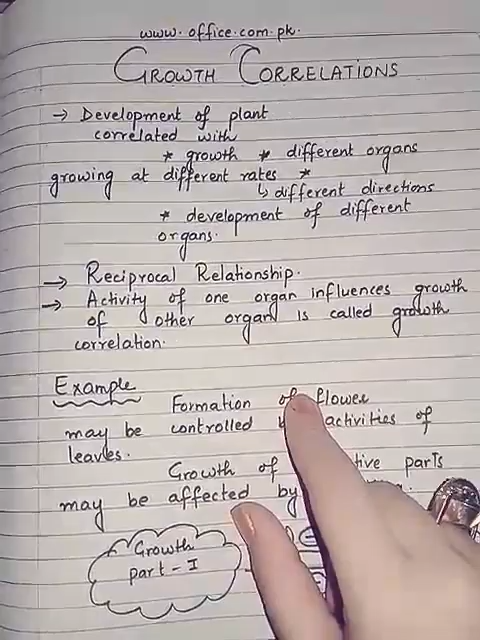 www.office.com.pk.
GROWTH CORRELATIONS
→ Development of plant
correlated with
* growth * different organs
growing at different rates *
↳ different directions
* development of different
organs.
→ Reciprocal Relationship.
→ Activity of one organ influences growth
of other organ is called growth
correlation.
Example
Formation of flower
may be controlled activities of
leaves.
Growth of parts
may be affected by
Growth
part - I